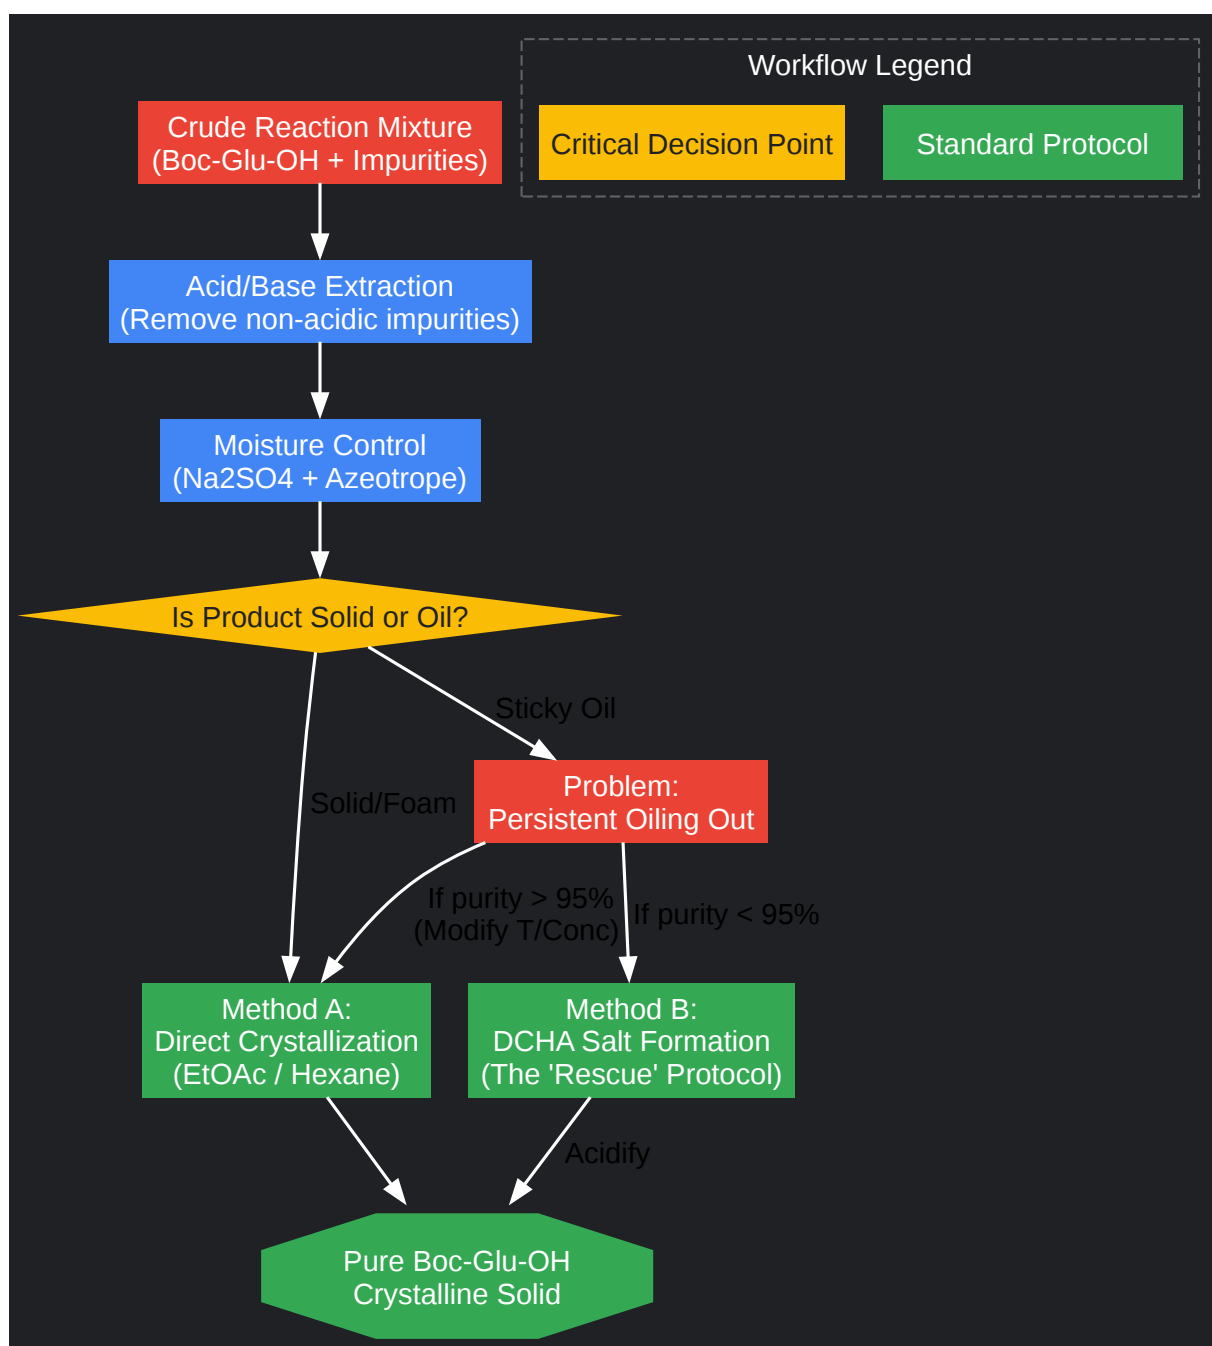 Workflow Legend
Critical Decision Point
Standard Protocol
Crude Reaction Mixture
(Boc-Glu-OH + Impurities)
Acid/Base Extraction
(Remove non-acidic impurities)
Moisture Control
(Na2SO4 + Azeotrope)
Is Product Solid or Oil?
Sticky Oil
Solid/Foam
Problem:
Persistent Oiling Out
If purity > 95%
(Modify T/Conc)
If purity < 95%
Method A:
Direct Crystallization
(EtOAc / Hexane)
Method B:
DCHA Salt Formation
(The 'Rescue' Protocol)
Acidify
Pure Boc-Glu-OH
Crystalline Solid